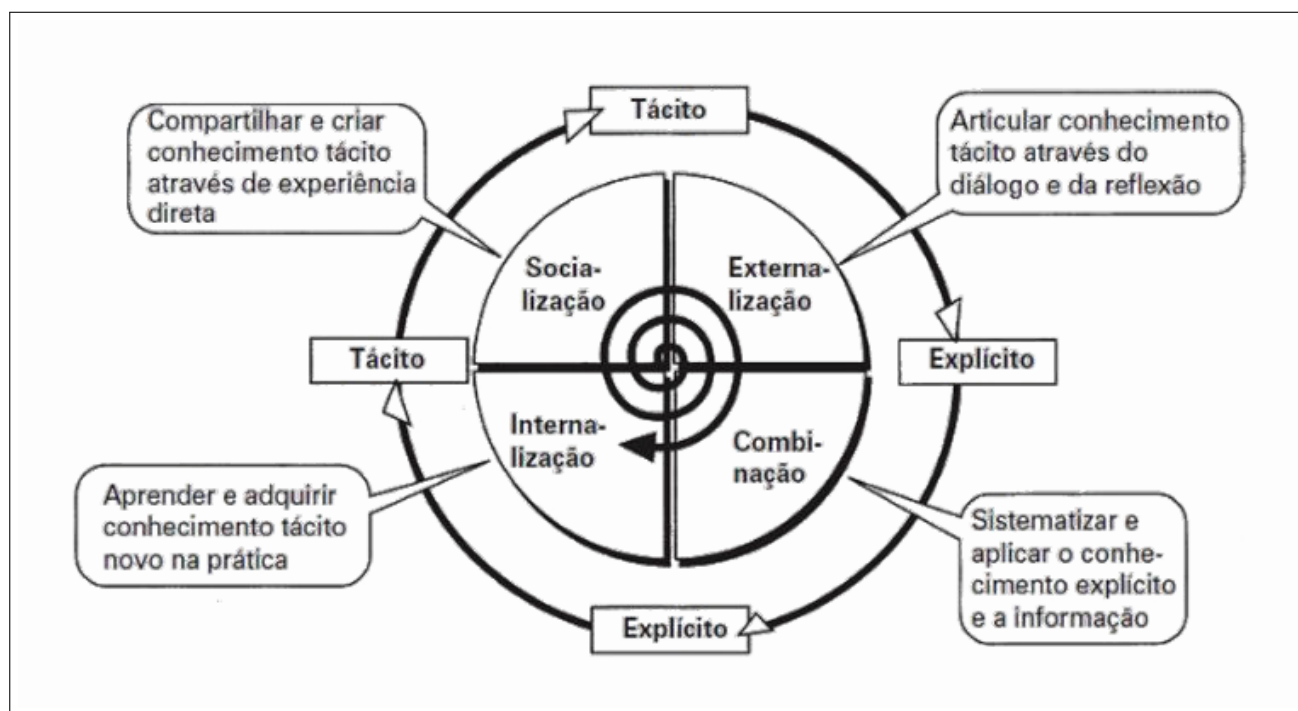 Tácito
Compartilhar e criar
conhecimento tácito
através de experiência
direta
Articular conhecimento
tácito através do
diálogo e da reflexão
Socia-
lização
Externa-
lização
Tácito
Explícito
Interna-
lização
Combi-
nação
Aprender e adquirir
conhecimento tácito
novo na prática
Sistematizar e
aplicar o conhe-
cimento explícito
e a informação
Explícito